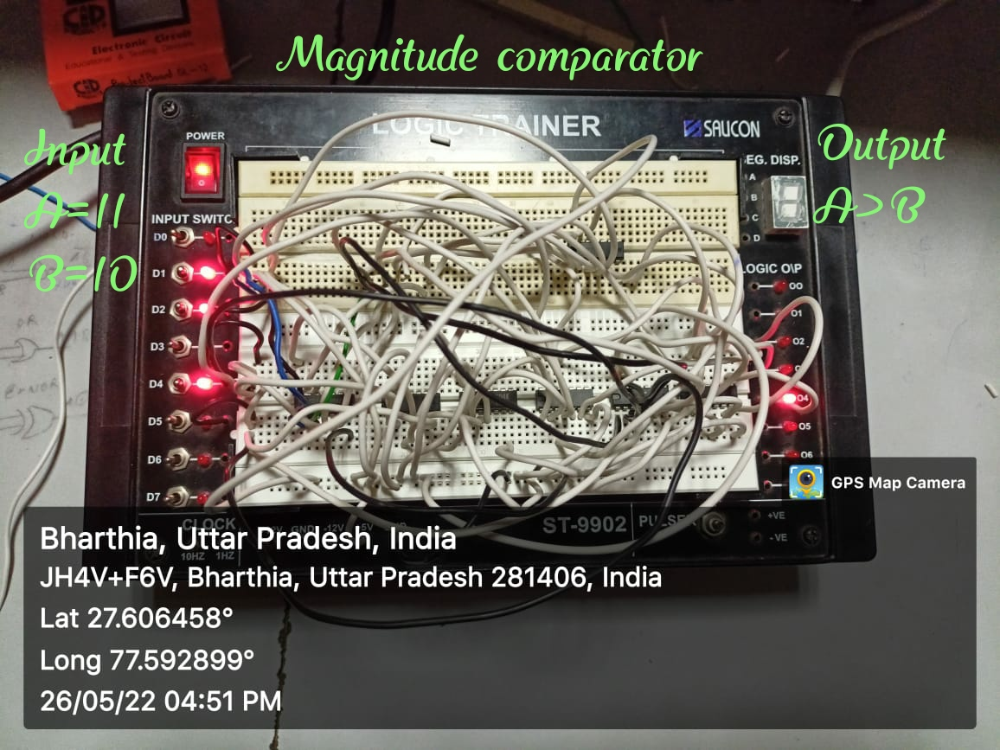 Magnitude comparator
Electronic Circuit
Educational & Testing Devices
LOGIC TRAINER
SAUCON
POWER
Input
A=11
B=10
Output
A>B
EG. DISP.
A
B
C
D
INPUT SWITC
D0
D1
D2
D3
D4
D5
D6
D7
LOGIC O\P
O0
O1
O2
O4
O5
O6
GPS Map Camera
CLOCK
10HZ 1HZ
GND -12V
ST-9902
PULSER
+VE
- VE
Bharthia, Uttar Pradesh, India
JH4V+F6V, Bharthia, Uttar Pradesh 281406, India
Lat 27.606458°
Long 77.592899°
26/05/22 04:51 PM